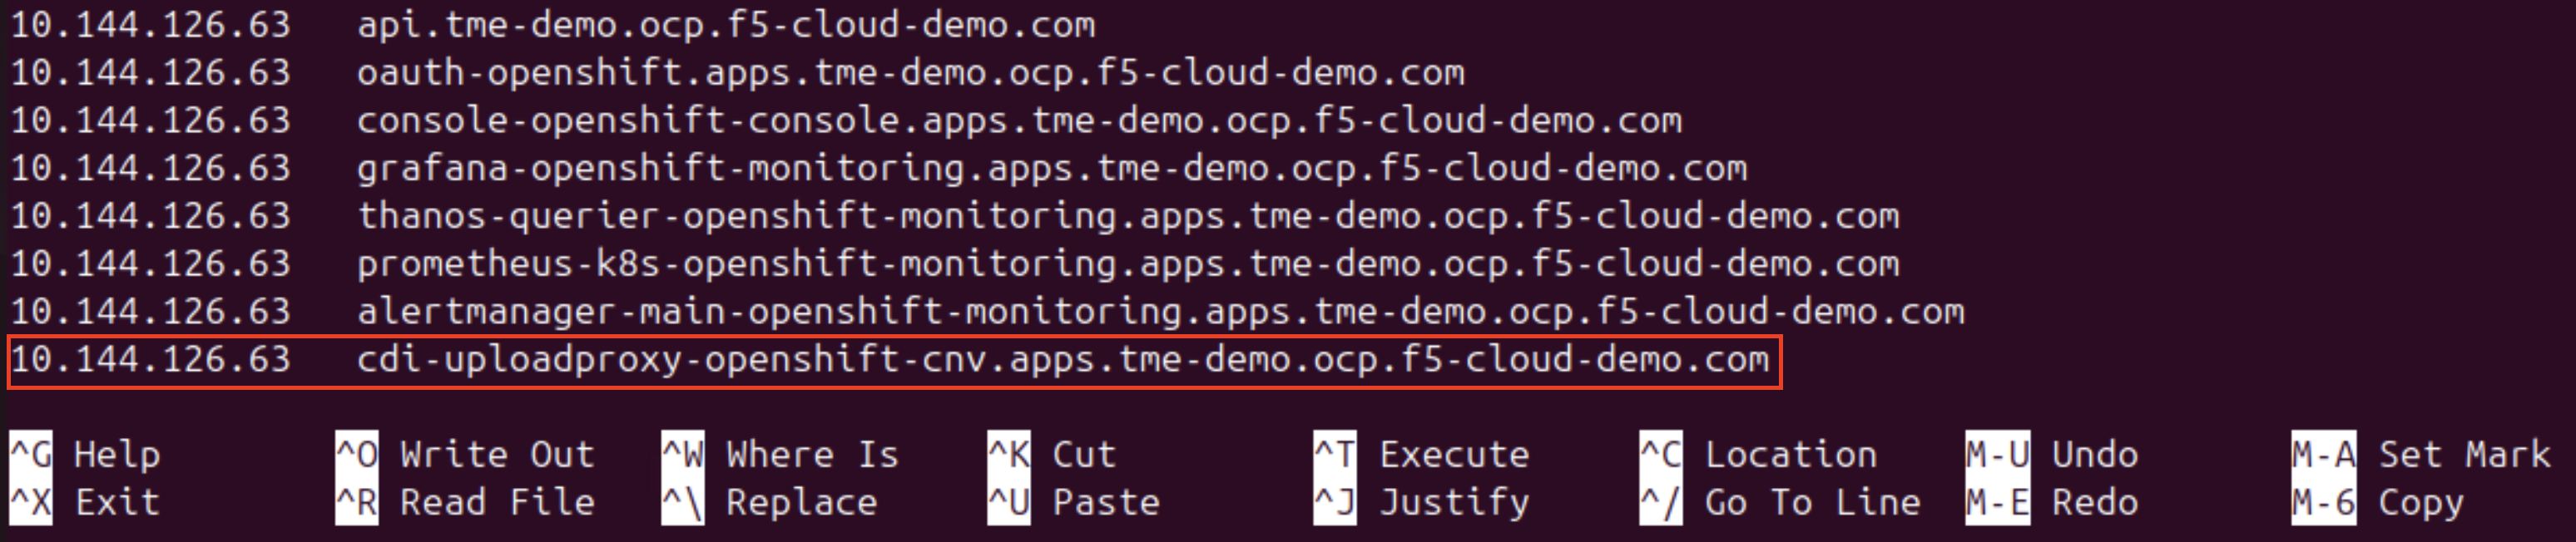 10.144.126.63   api.tme-demo.ocp.f5-cloud-demo.com
10.144.126.63   oauth-openshift.apps.tme-demo.ocp.f5-cloud-demo.com
10.144.126.63   console-openshift-console.apps.tme-demo.ocp.f5-cloud-demo.com
10.144.126.63   grafana-openshift-monitoring.apps.tme-demo.ocp.f5-cloud-demo.com
10.144.126.63   thanos-querier-openshift-monitoring.apps.tme-demo.ocp.f5-cloud-demo.com
10.144.126.63   prometheus-k8s-openshift-monitoring.apps.tme-demo.ocp.f5-cloud-demo.com
10.144.126.63   alertmanager-main-openshift-monitoring.apps.tme-demo.ocp.f5-cloud-demo.com
10.144.126.63   cdi-uploadproxy-openshift-cnv.apps.tme-demo.ocp.f5-cloud-demo.com
^G Help ^O Write Out ^W Where Is ^K Cut ^T Execute ^C Location M-U Undo M-A Set Mark
^X Exit ^R Read File ^\ Replace ^U Paste ^J Justify ^/ Go To Line M-E Redo M-6 Copy